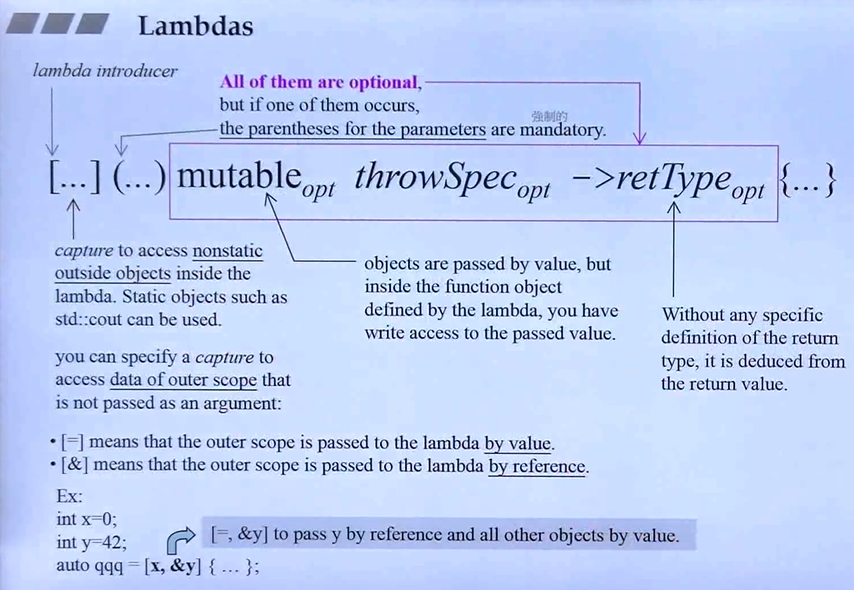 Lambdas
lambda introducer
All of them are optional,
but if one of them occurs,
強制的
the parentheses for the parameters are mandatory.
[...] (...) mutable opt throwSpec opt ->retType opt {...}
capture to access nonstatic
outside objects inside the
lambda. Static objects such as
std::cout can be used.
objects are passed by value, but
inside the function object
defined by the lambda, you have
write access to the passed value.
Without any specific
definition of the return
type, it is deduced from
the return value.
you can specify a capture to
access data of outer scope that
is not passed as an argument:
• [=] means that the outer scope is passed to the lambda by value.
• [&] means that the outer scope is passed to the lambda by reference.
Ex:
int x=0;
int y=42;
auto qqq = [x, &y] { ... };
[=, &y] to pass y by reference and all other objects by value.